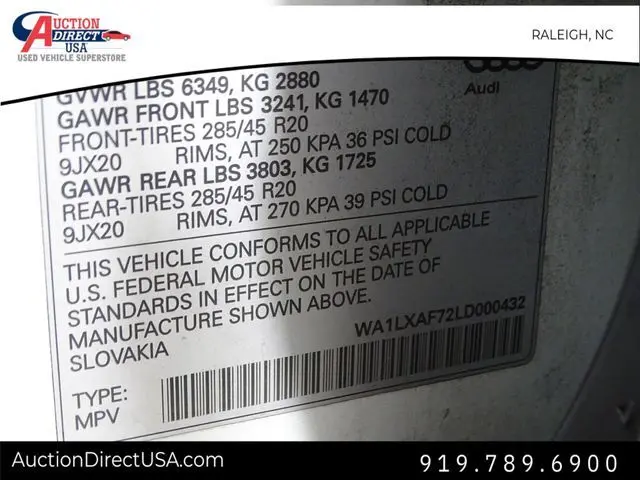 AUCTION
DIRECT
USA
USED VEHICLE SUPERSTORE
RALEIGH, NC
GVWR LBS 6349, KG 2880
GAWR FRONT LBS 3241, KG 1470
FRONT-TIRES 285/45 R20
9JX20 RIMS, AT 250 KPA 36 PSI COLD
GAWR REAR LBS 3803, KG 1725
REAR-TIRES 285/45 R20
9JX20 RIMS, AT 270 KPA 39 PSI COLD
Audi
THIS VEHICLE CONFORMS TO ALL APPLICABLE
U.S. FEDERAL MOTOR VEHICLE SAFETY
STANDARDS IN EFFECT ON THE DATE OF
MANUFACTURE SHOWN ABOVE.
SLOVAKIA
WA1LXAF72LD000432
TYPE:
MPV
AuctionDirectUSA.com
919.789.6900